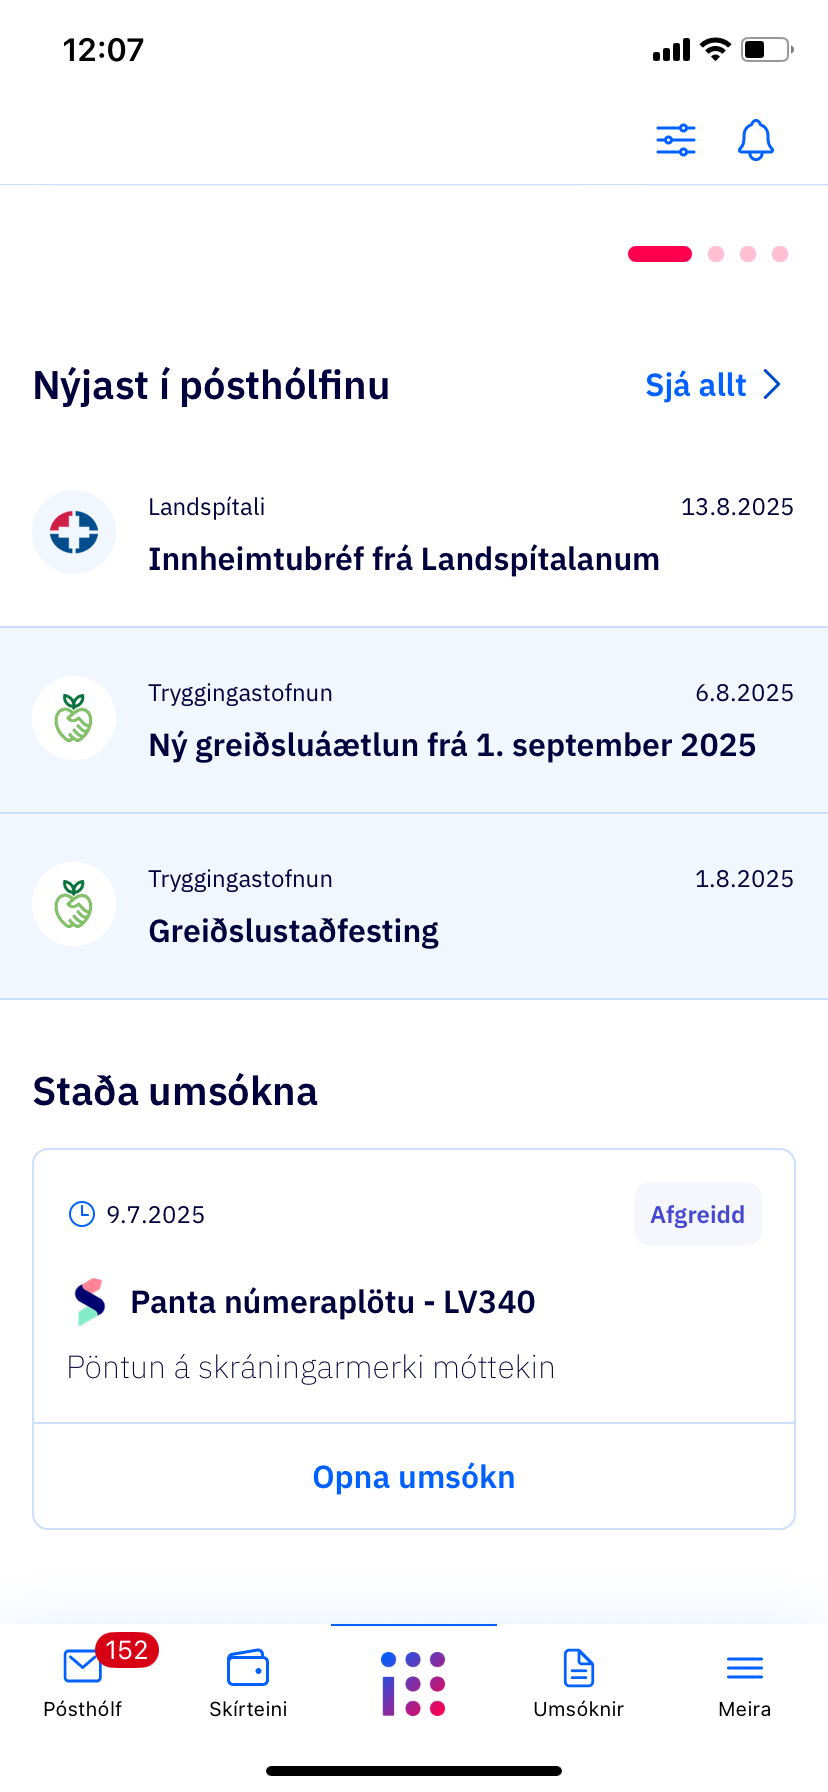 12:07
Nýjast í pósthólfinu Sjá allt
Landspítali 13.8.2025
Innheimtubréf frá Landspítalanum
Tryggingastofnun 6.8.2025
Ný greiðsluáætlun frá 1. september 2025
Tryggingastofnun 1.8.2025
Greiðslustaðfesting
Staða umsókna
9.7.2025 Afgreidd
Panta númeraplötu - LV340
Pöntun á skráningarmerki móttekin
Opna umsókn
152
Pósthólf Skírteini Umsóknir Meira